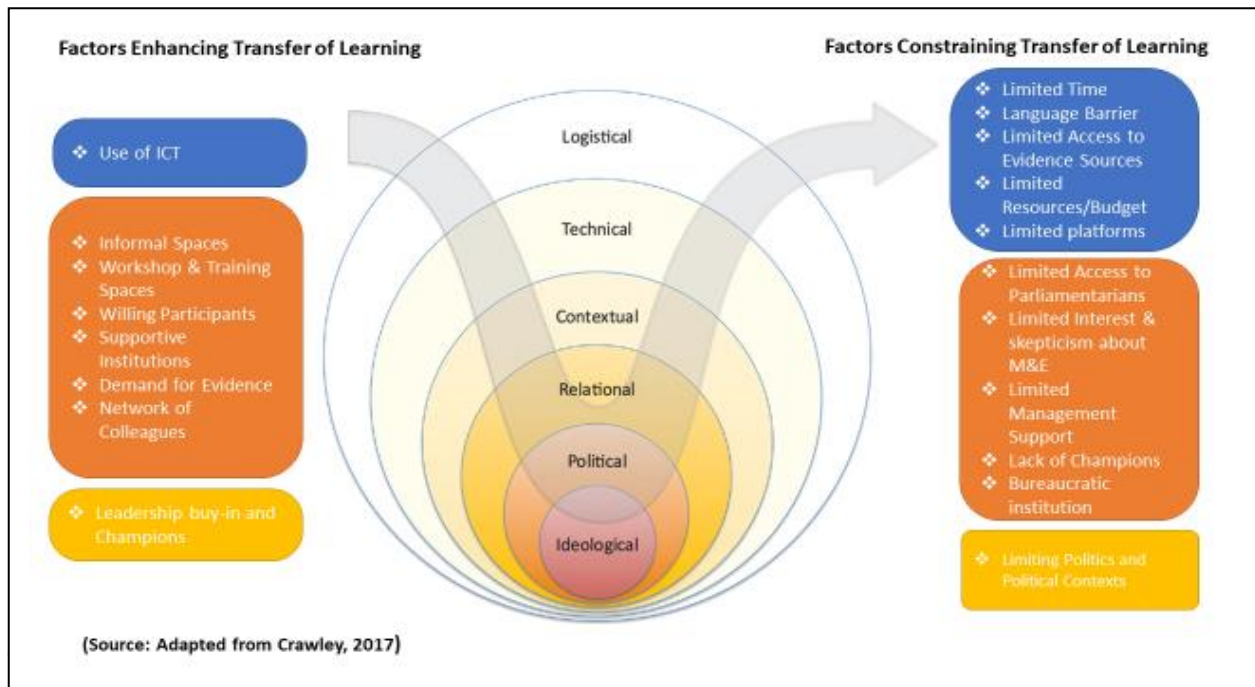 Factors Enhancing Transfer of Learning
❖ Use of ICT
❖ Informal Spaces
❖ Workshop & Training
Spaces
❖ Willing Participants
❖ Supportive
Institutions
❖ Demand for Evidence
❖ Network of
Colleagues
❖ Leadership buy-in and
Champions
Logistical
Technical
Contextual
Relational
Political
Ideological
Factors Constraining Transfer of Learning
❖ Limited Time
❖ Language Barrier
❖ Limited Access to
Evidence Sources
❖ Limited
Resources/Budget
❖ Limited platforms
❖ Limited Access to
Parliamentarians
❖ Limited Interest &
skepticism about
M&E
❖ Limited
Management
Support
❖ Lack of Champions
❖ Bureaucratic
institution
❖ Limiting Politics and
Political Contexts
(Source: Adapted from Crawley, 2017)